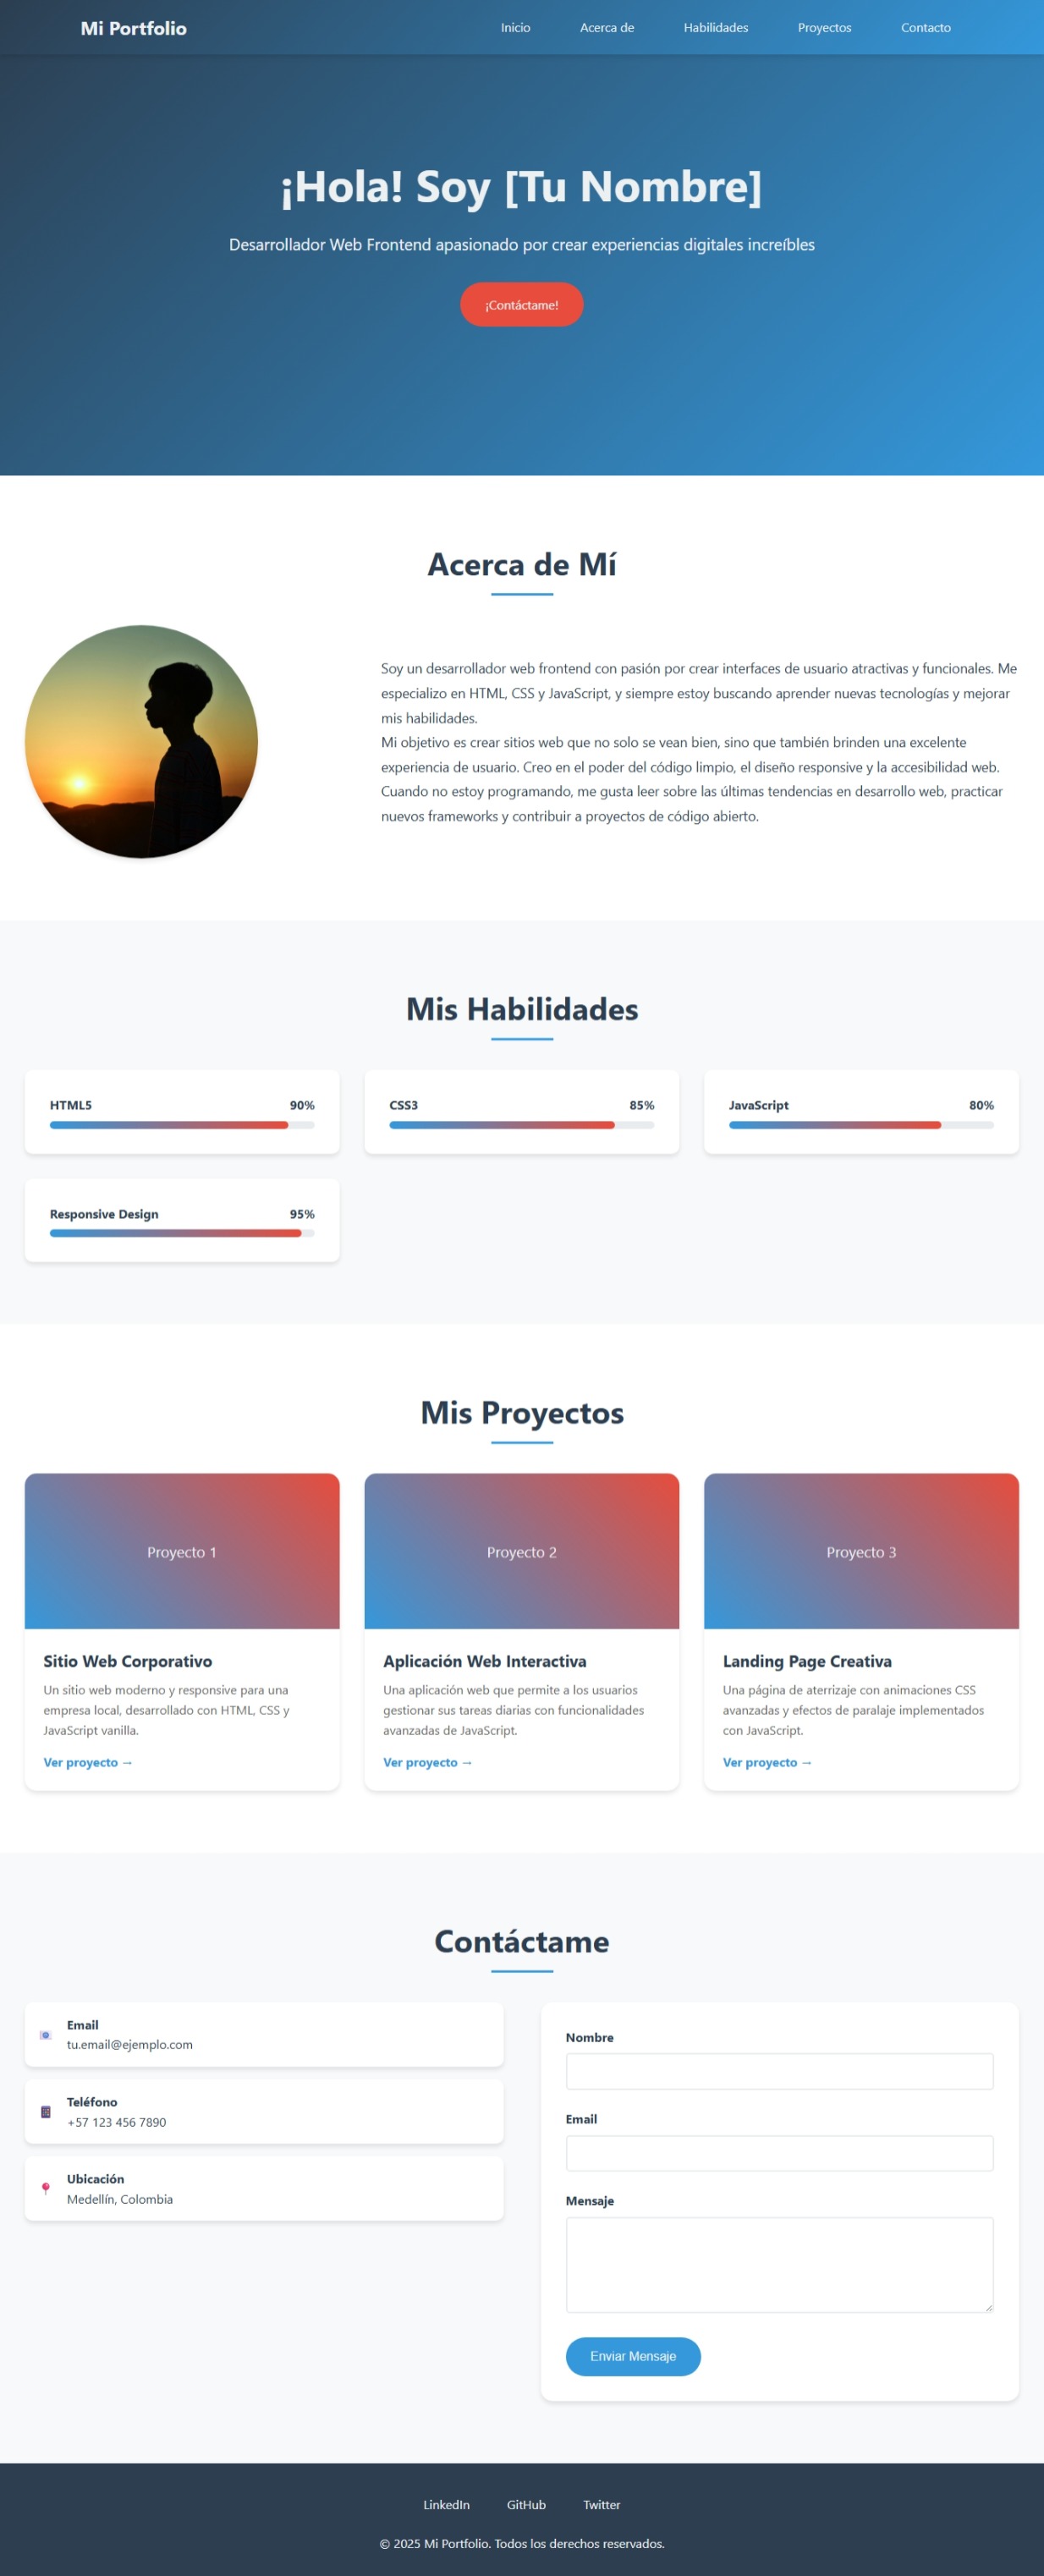 Mi Portfolio
Inicio
Acerca de
Habilidades
Proyectos
Contacto
¡Hola! Soy [Tu Nombre]
Desarrollador Web Frontend apasionado por crear experiencias digitales increíbles
¡Contáctame!
Acerca de Mí
Soy un desarrollador web frontend con pasión por crear interfaces de usuario atractivas y funcionales. Me
especializo en HTML, CSS y JavaScript, y siempre estoy buscando aprender nuevas tecnologías y mejorar
mis habilidades.
Mi objetivo es crear sitios web que no solo se vean bien, sino que también brinden una excelente
experiencia de usuario. Creo en el poder del código limpio, el diseño responsive y la accesibilidad web.
Cuando no estoy programando, me gusta leer sobre las últimas tendencias en desarrollo web, practicar
nuevos frameworks y contribuir a proyectos de código abierto.
Mis Habilidades
HTML5 90%
CSS3 85%
JavaScript 80%
Responsive Design 95%
Mis Proyectos
Proyecto 1
Sitio Web Corporativo
Un sitio web moderno y responsive para una
empresa local, desarrollado con HTML, CSS y
JavaScript vanilla.
Ver proyecto →
Proyecto 2
Aplicación Web Interactiva
Una aplicación web que permite a los usuarios
gestionar sus tareas diarias con funcionalidades
avanzadas de JavaScript.
Ver proyecto →
Proyecto 3
Landing Page Creativa
Una página de aterrizaje con animaciones CSS
avanzadas y efectos de paralaje implementados
con JavaScript.
Ver proyecto →
Contáctame
Email
tu.email@ejemplo.com
Teléfono
+57 123 456 7890
Ubicación
Medellín, Colombia
Nombre
Email
Mensaje
Enviar Mensaje
LinkedIn
GitHub
Twitter
© 2025 Mi Portfolio. Todos los derechos reservados.